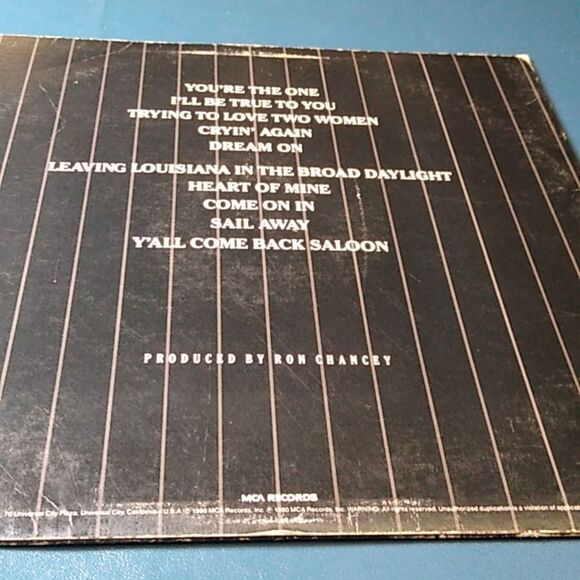 YOU'RE THE ONE
I'LL BE TRUE TO YOU
TRYING TO LOVE TWO WOMEN
CRYIN' AGAIN
DREAM ON
LEAVING LOUISIANA IN THE BROAD DAYLIGHT
HEART OF MINE
COME ON IN
SAIL AWAY
Y'ALL COME BACK SALOON
PRODUCED BY RON CHANCEY
MCA RECORDS
70 Universal City Plaza, Universal City, California—U.S.A. © 1980 MCA Records, Inc. ℗ 1980 MCA Records, Inc. WARNING: All rights reserved. Unauthorized duplication is a violation of